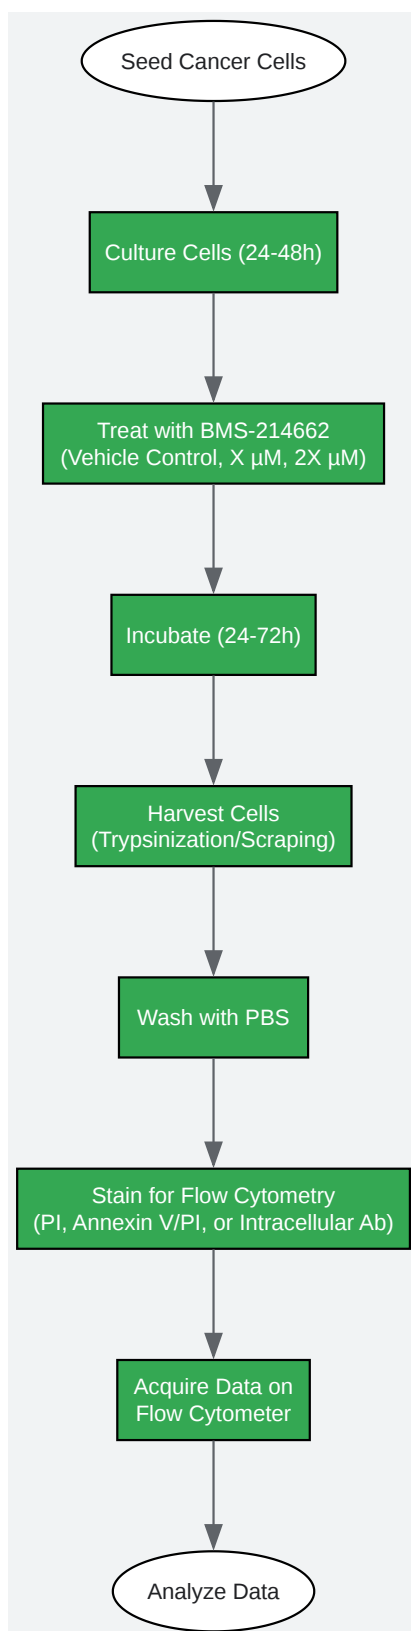 Seed Cancer Cells
Culture Cells (24-48h)
Treat with BMS-214662
(Vehicle Control, X µM, 2X µM)
Incubate (24-72h)
Harvest Cells
(Trypsinization/Scraping)
Wash with PBS
Stain for Flow Cytometry
(PI, Annexin V/PI, or Intracellular Ab)
Acquire Data on
Flow Cytometer
Analyze Data